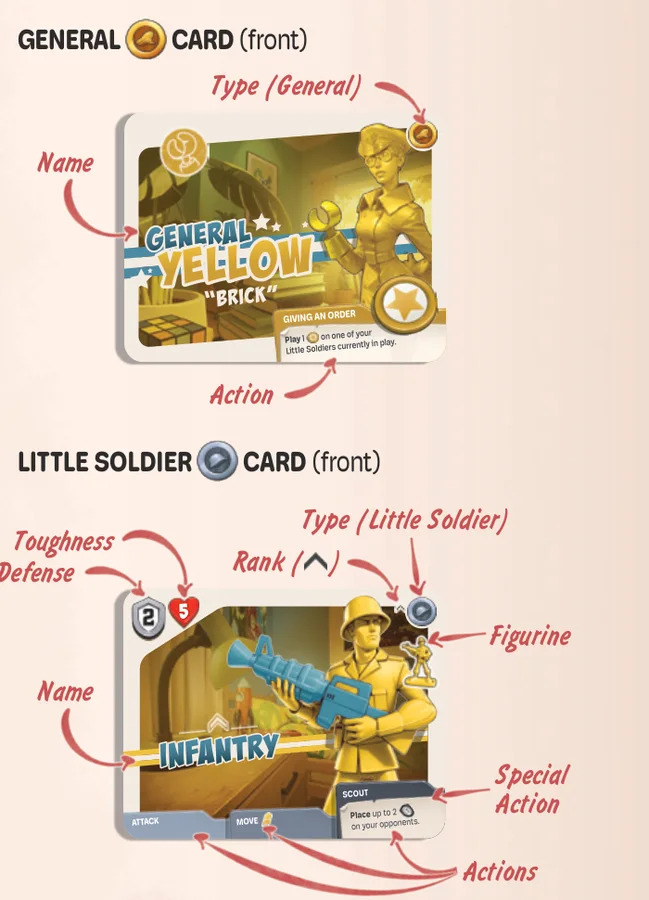 GENERAL CARD (front)
Type (General)
Name
GENERAL
YELLOW
"BRICK"
GIVING AN ORDER
Play 1 on one of your
Little Soldiers currently in play.
Action
LITTLE SOLDIER CARD (front)
Type (Little Soldier)
Toughness
Rank ( )
Defense
2 5
Figurine
Name
INFANTRY
Special
Action
SCOUT
Place up to 2
on your opponents.
ATTACK
MOVE
Actions